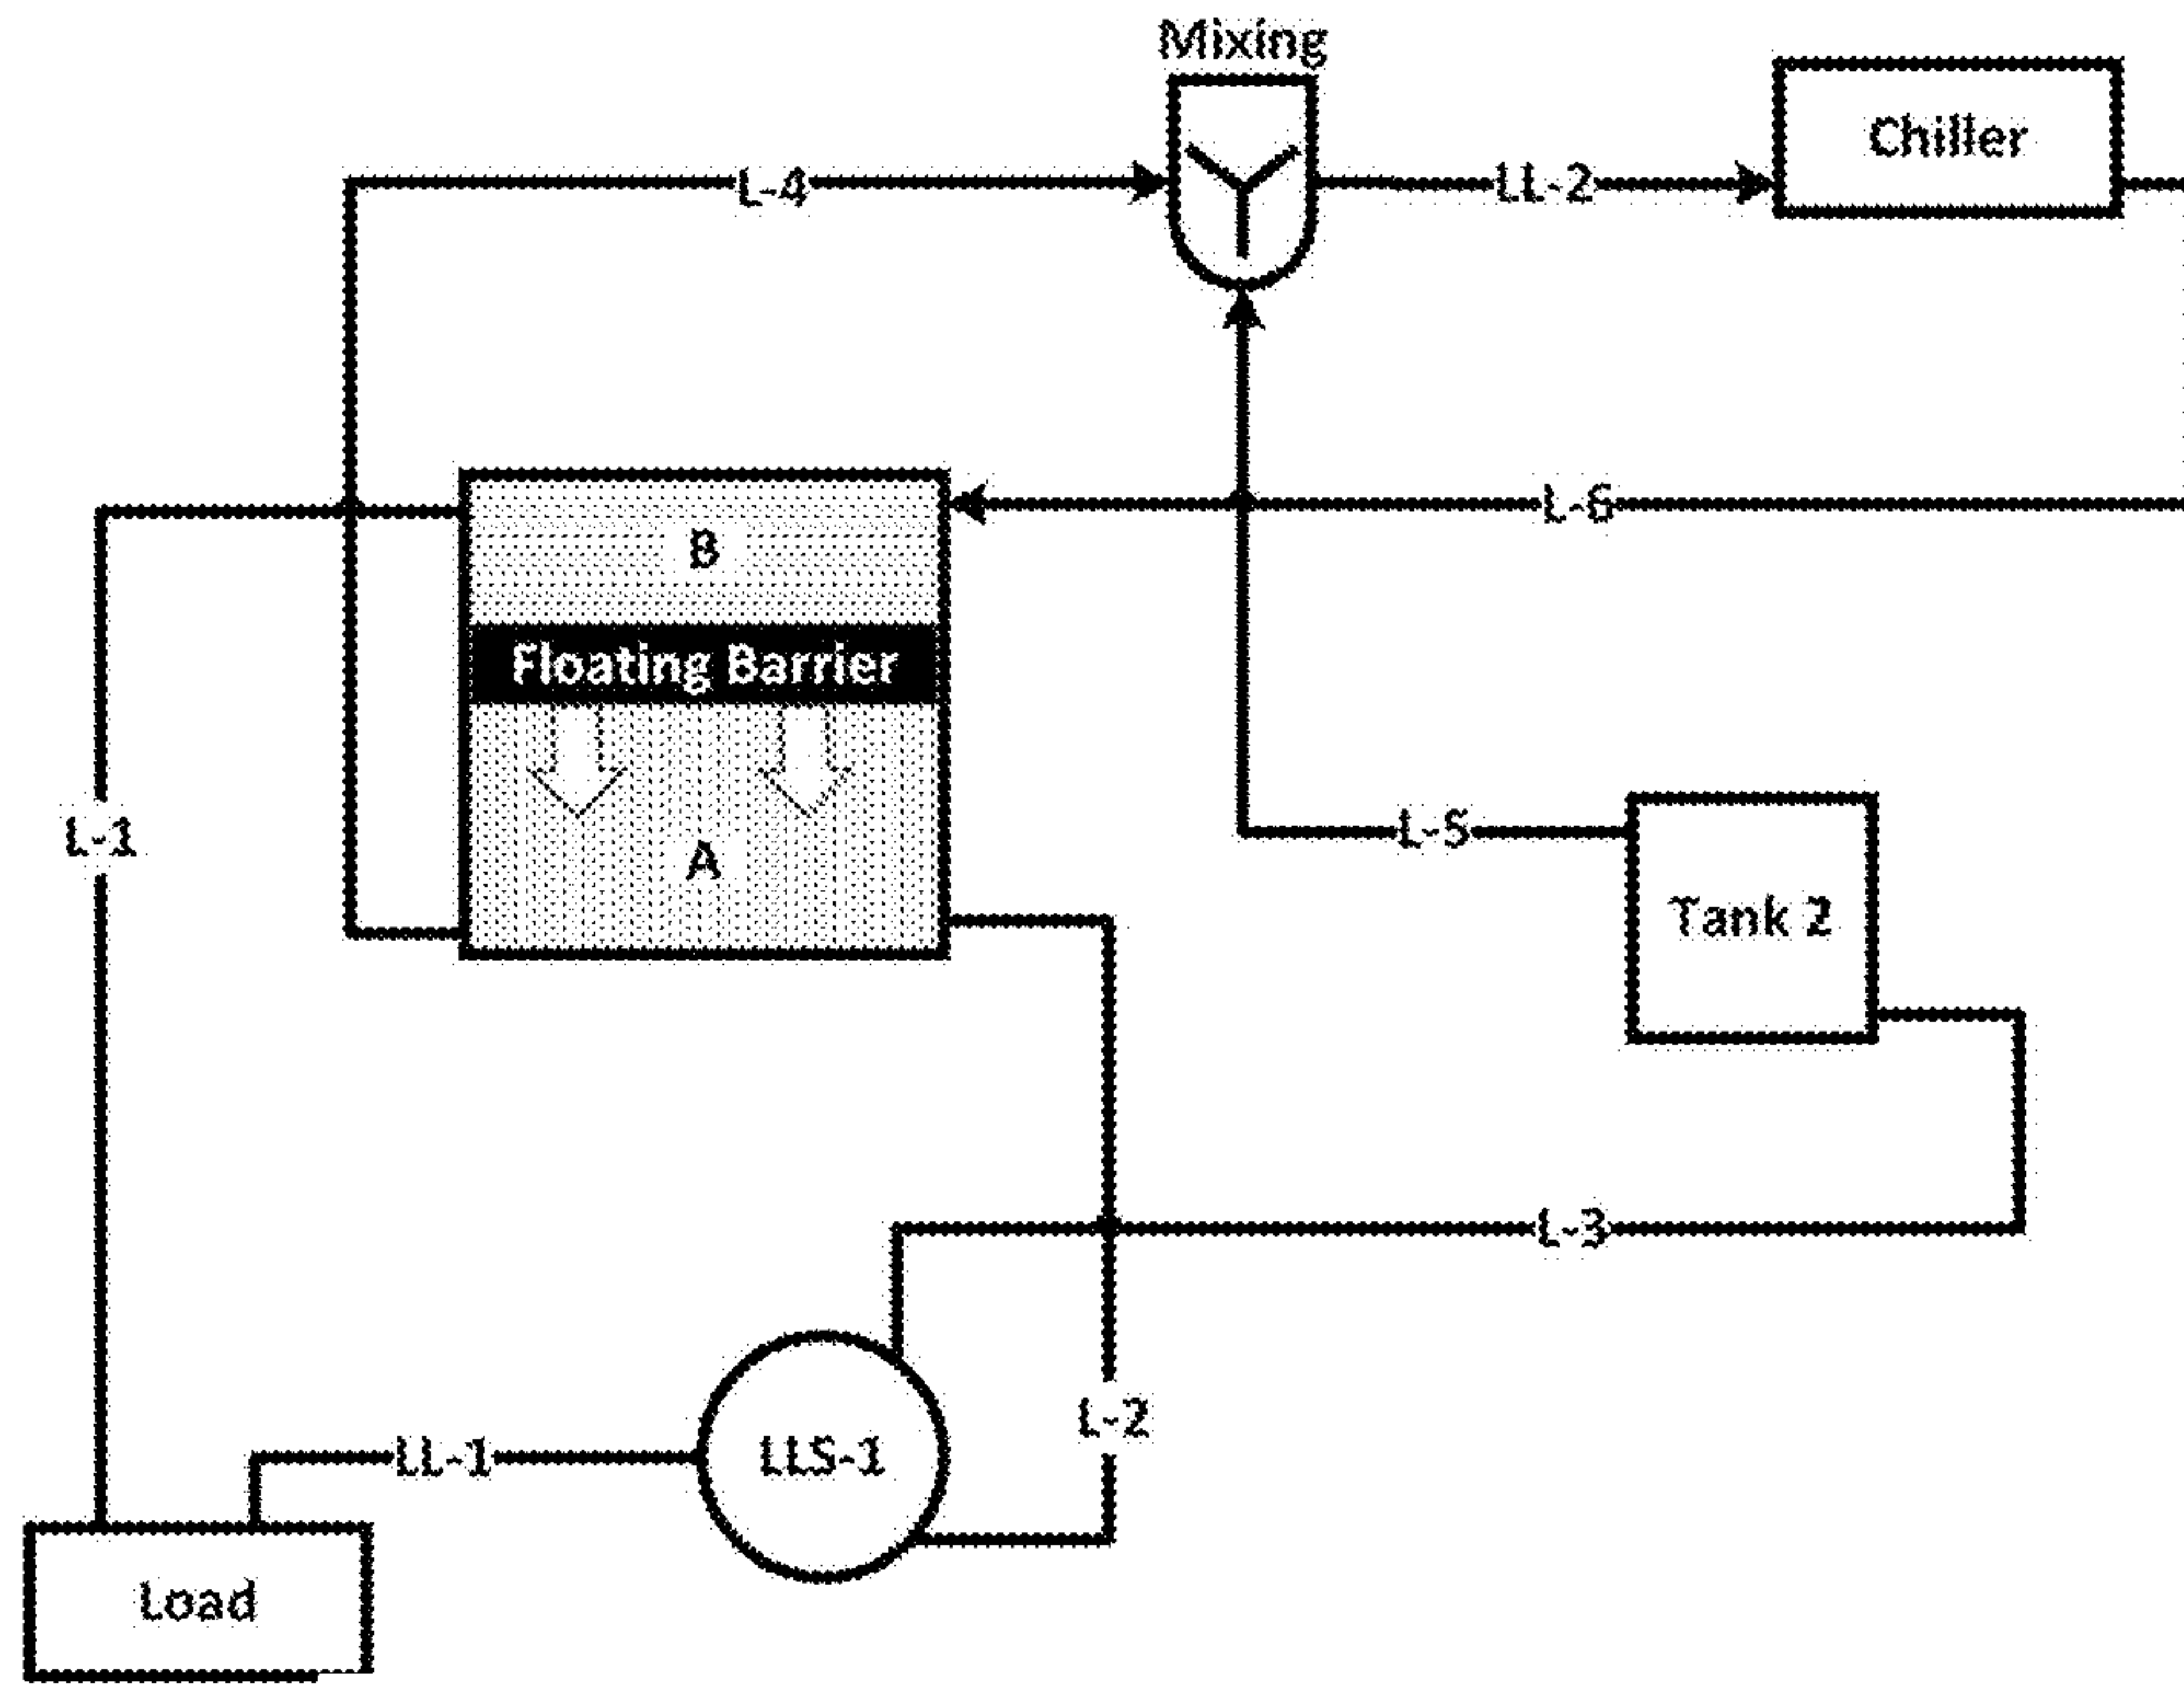 Mixing
Chiller
L-4
LL-2
L-6
B
Floating Barrier
L-1
L-5
A
Tank 2
L-3
L-2
LL-1
LLS-1
Load